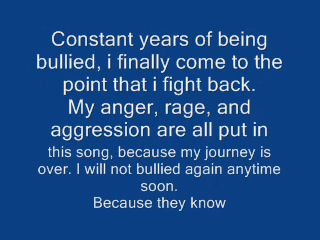 Constant years of being
bullied, i finally come to the
point that i fight back.
My anger, rage, and
aggression are all put in
this song, because my journey is
over. I will not bullied again anytime
soon.
Because they know